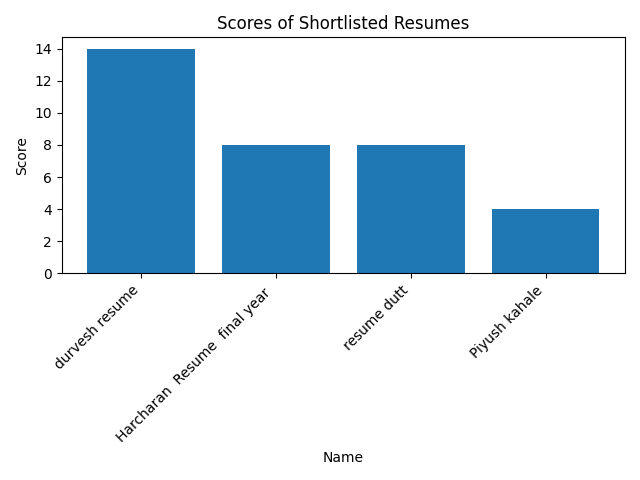 Scores of Shortlisted Resumes
Score
14
12
10
8
6
4
2
0
durvesh resume
Harcharan  Resume  final year
resume dutt
Piyush kahale
Name